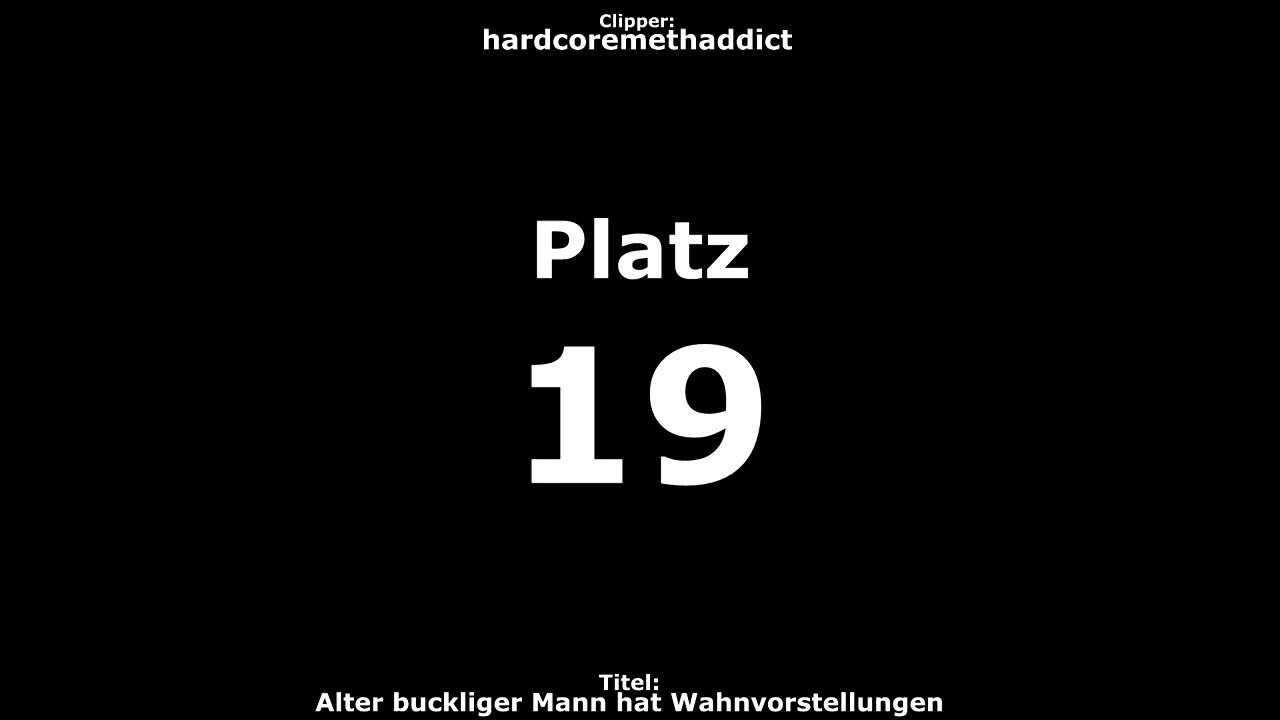 Clipper:
hardcoremethaddict
Platz
19
Titel:
Alter buckliger Mann hat Wahnvorstellungen